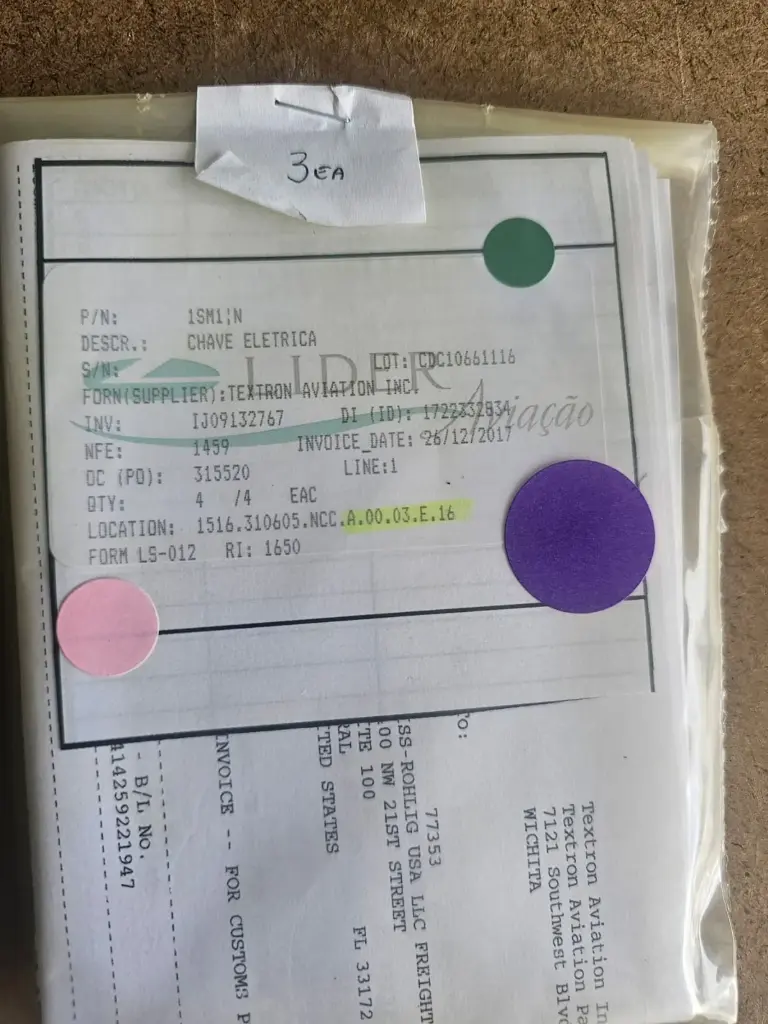 3EA
P/N: 1SM1¦N
DESCR.: CHAVE ELETRICA
S/N: LOT: CDC10661116
LIDER
Aviação
FORN(SUPPLIER):TEXTRON AVIATION INC.
INV: IJ09132767 DI (ID): 1722332834
NFE: 1459 INVOICE_DATE: 26/12/2017
OC (PO): 315520 LINE:1
QTY: 4 /4 EAC
LOCATION: 1516.310605.NCC.A.00.03.E.16
FORM LS-012 RI: 1650
Textron Aviation In
Textron Aviation Pa
7121 Southwest Blvd
WICHITA
TO: 77353
ISS-ROHLIG USA LLC FREIGHT
00 NW 21ST STREET
TE 100
RAL FL 33172
TED STATES
INVOICE -- FOR CUSTOMS P
- B/L No.
414259221947